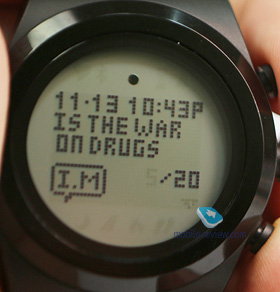 11·13 10:43P
IS THE WAR
ON DRUGS
I.M 5/20